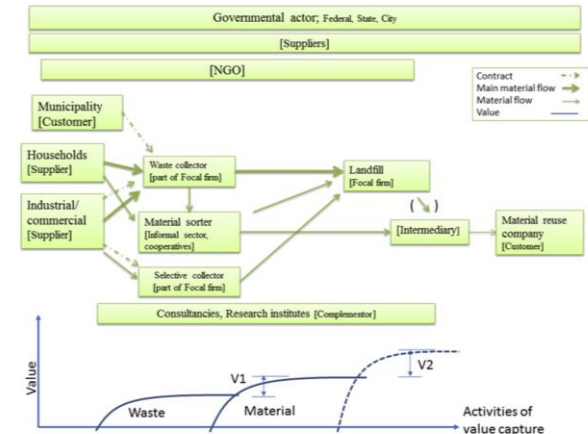 Governmental actor; Federal, State, City
[Suppliers]
[NGO]
Contract
Main material flow
Material flow
Value
Municipality
[Customer]
Households
[Supplier]
Waste collector
[part of Focal firm]
Landfill
[Focal firm]
Industrial/
commercial
[Supplier]
Material sorter
[Informal sector,
cooperatives]
( )
[Intermediary]
Material reuse
company
[Customer]
Selective collector
[part of Focal firm]
Consultancies, Research institutes [Complementor]
Value
V1
V2
Waste
Material
Activities of
value capture